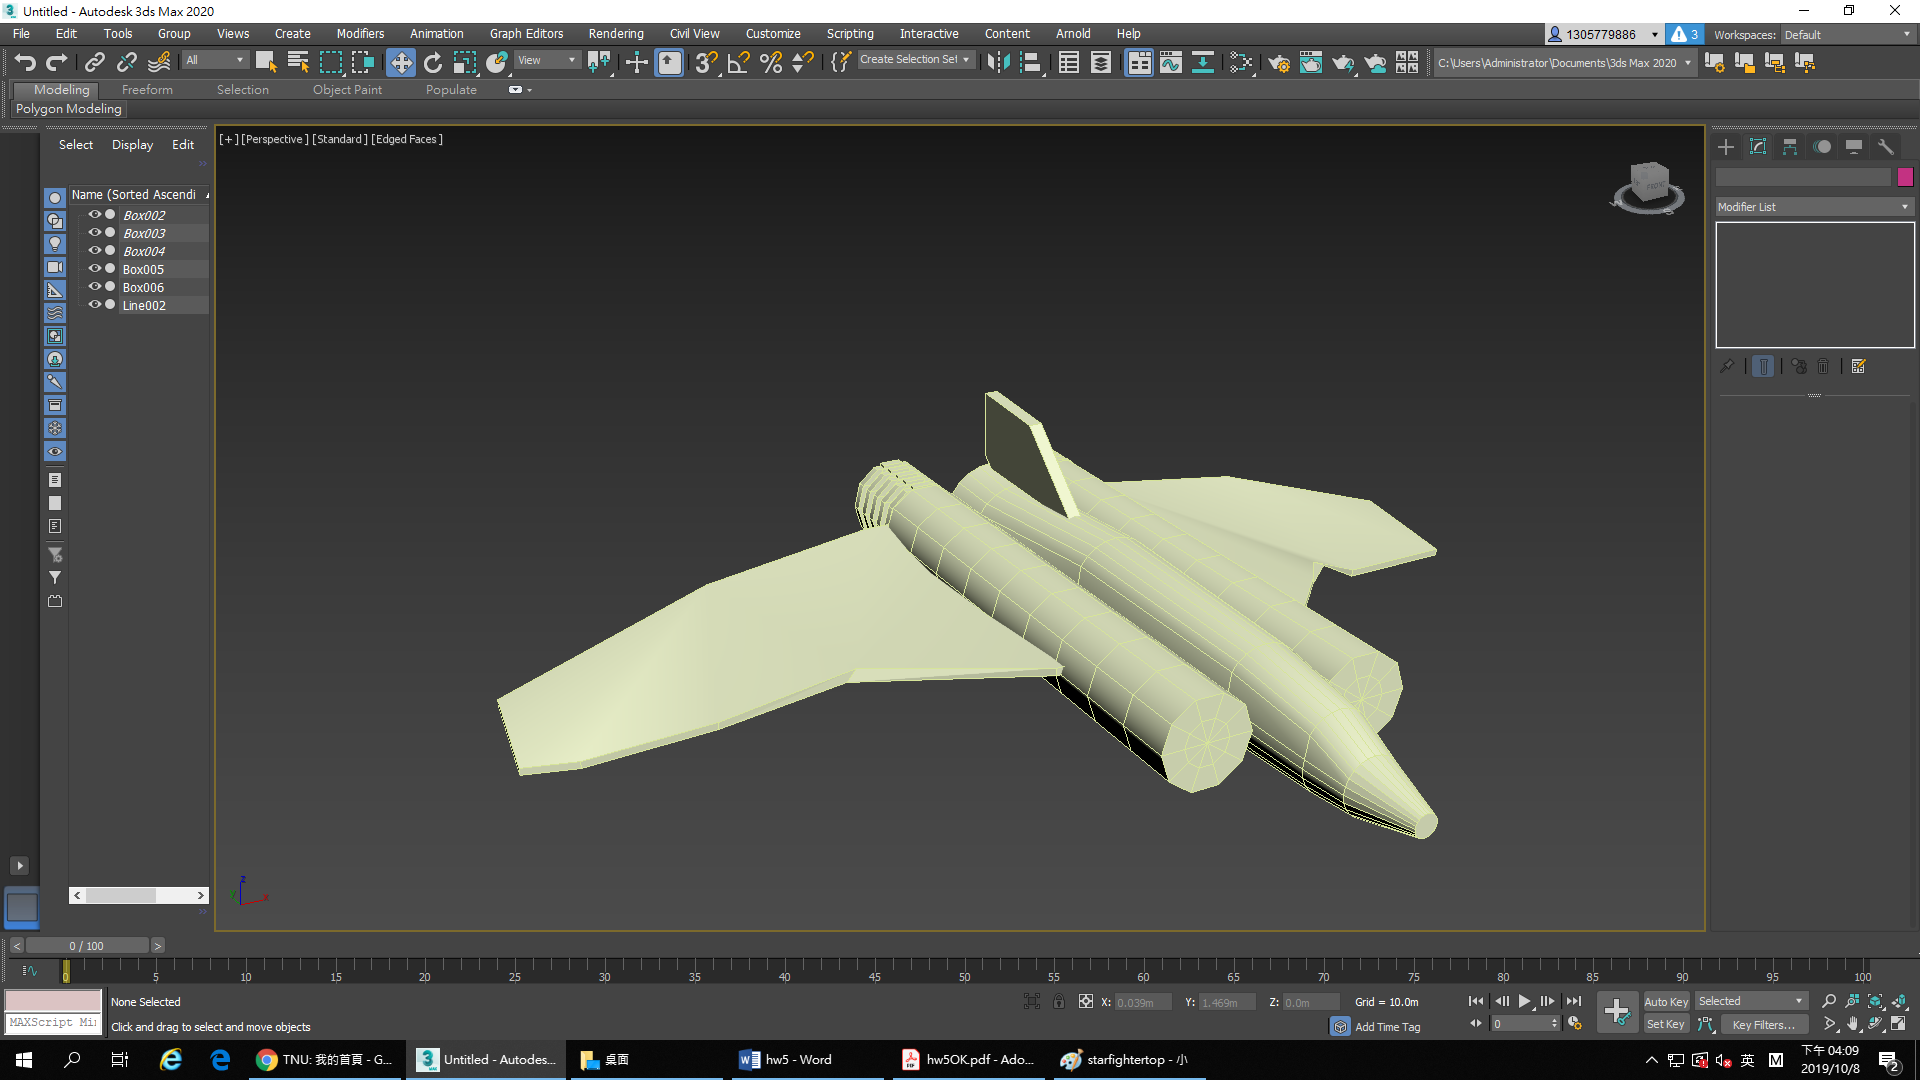 Untitled - Autodesk 3ds Max 2020
File Edit Tools Group Views Create Modifiers Animation Graph Editors Rendering Civil View Customize Scripting Interactive Content Arnold Help
1305779886 3 Workspaces: Default
All View Create Selection Set C:\Users\Administrator\Documents\3ds Max 2020
Modeling Freeform Selection Object Paint Populate
Polygon Modeling
Select Display Edit
[+] [Perspective] [Standard] [Edged Faces]
Name (Sorted Ascendi
Box002
Box003
Box004
Box005
Box006
Line002
FRONT
Modifier List
z
x
0 / 100
0 5 10 15 20 25 30 35 40 45 50 55 60 65 70 75 80 85 90 95 100
None Selected
X: 0.039m Y: 1.469m Z: 0.0m Grid = 10.0m
Auto Key Selected
MAXScript Mi
Click and drag to select and move objects
Add Time Tag
0
Set Key Key Filters...
TNU: 我的首頁 - G...
Untitled - Autodes...
桌面
hw5 - Word
hw5OK.pdf - Ado...
starfightertop - 小
英 M
下午 04:09
2019/10/8
2